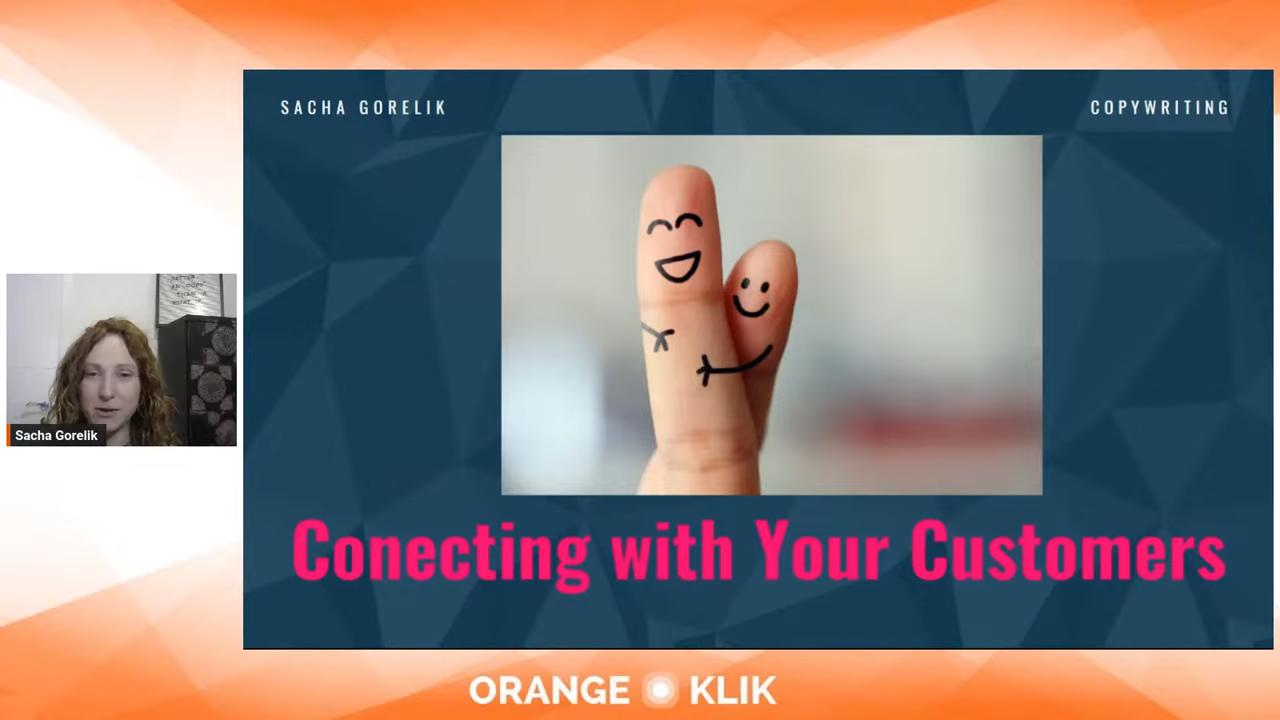 SACHA GORELIK
COPYWRITING
Sacha Gorelik
Conecting with Your Customers
ORANGE KLIK